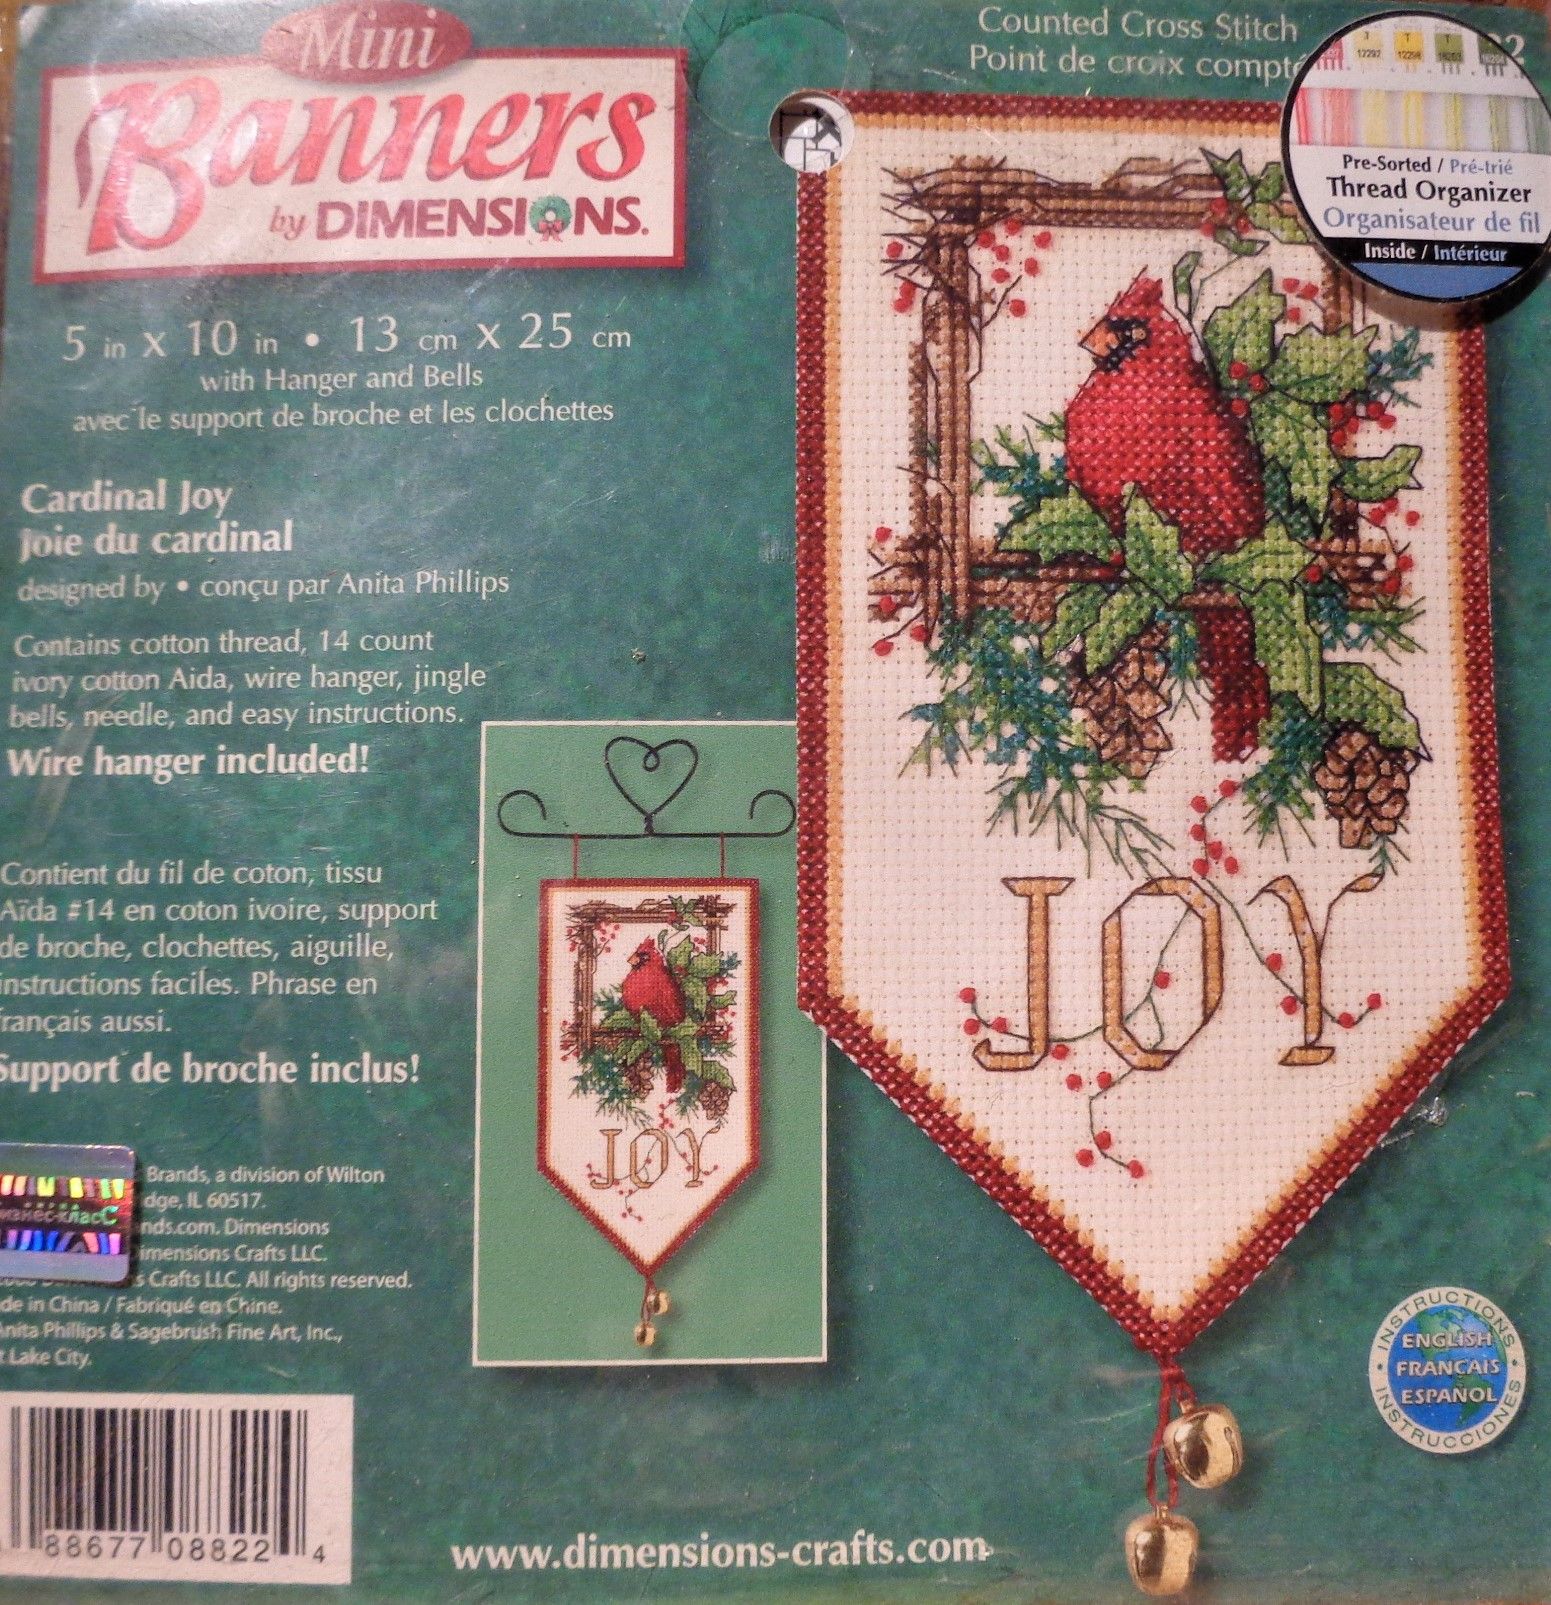 Mini
Banners
by DIMENSIONS.
Counted Cross Stitch
Point de croix compté
12292
12298
Pre-Sorted / Pré-trié
Thread Organizer
Organisateur de fil
Inside / Intérieur
5 in x 10 in • 13 cm x 25 cm
with Hanger and Bells
avec le support de broche et les clochettes
Cardinal Joy
Joie du cardinal
designed by • conçu par Anita Phillips
Contains cotton thread, 14 count
ivory cotton Aida, wire hanger, jingle
bells, needle, and easy instructions.
Wire hanger included!
Contient du fil de coton, tissu
Aïda #14 en coton ivoire, support
de broche, clochettes, aiguille,
instructions faciles. Phrase en
français aussi.
Support de broche inclus!
JOY
JOY
Brands, a division of Wilton
dge, IL 60517.
nds.com. Dimensions
imensions Crafts LLC.
s Crafts LLC. All rights reserved.
de in China / Fabriqué en Chine.
Anita Phillips & Sagebrush Fine Art, Inc.,
t Lake City.
88677 08822 4
www.dimensions-crafts.com
INSTRUCTIONS
ENGLISH
FRANÇAIS
ESPAÑOL
INSTRUCCIONES